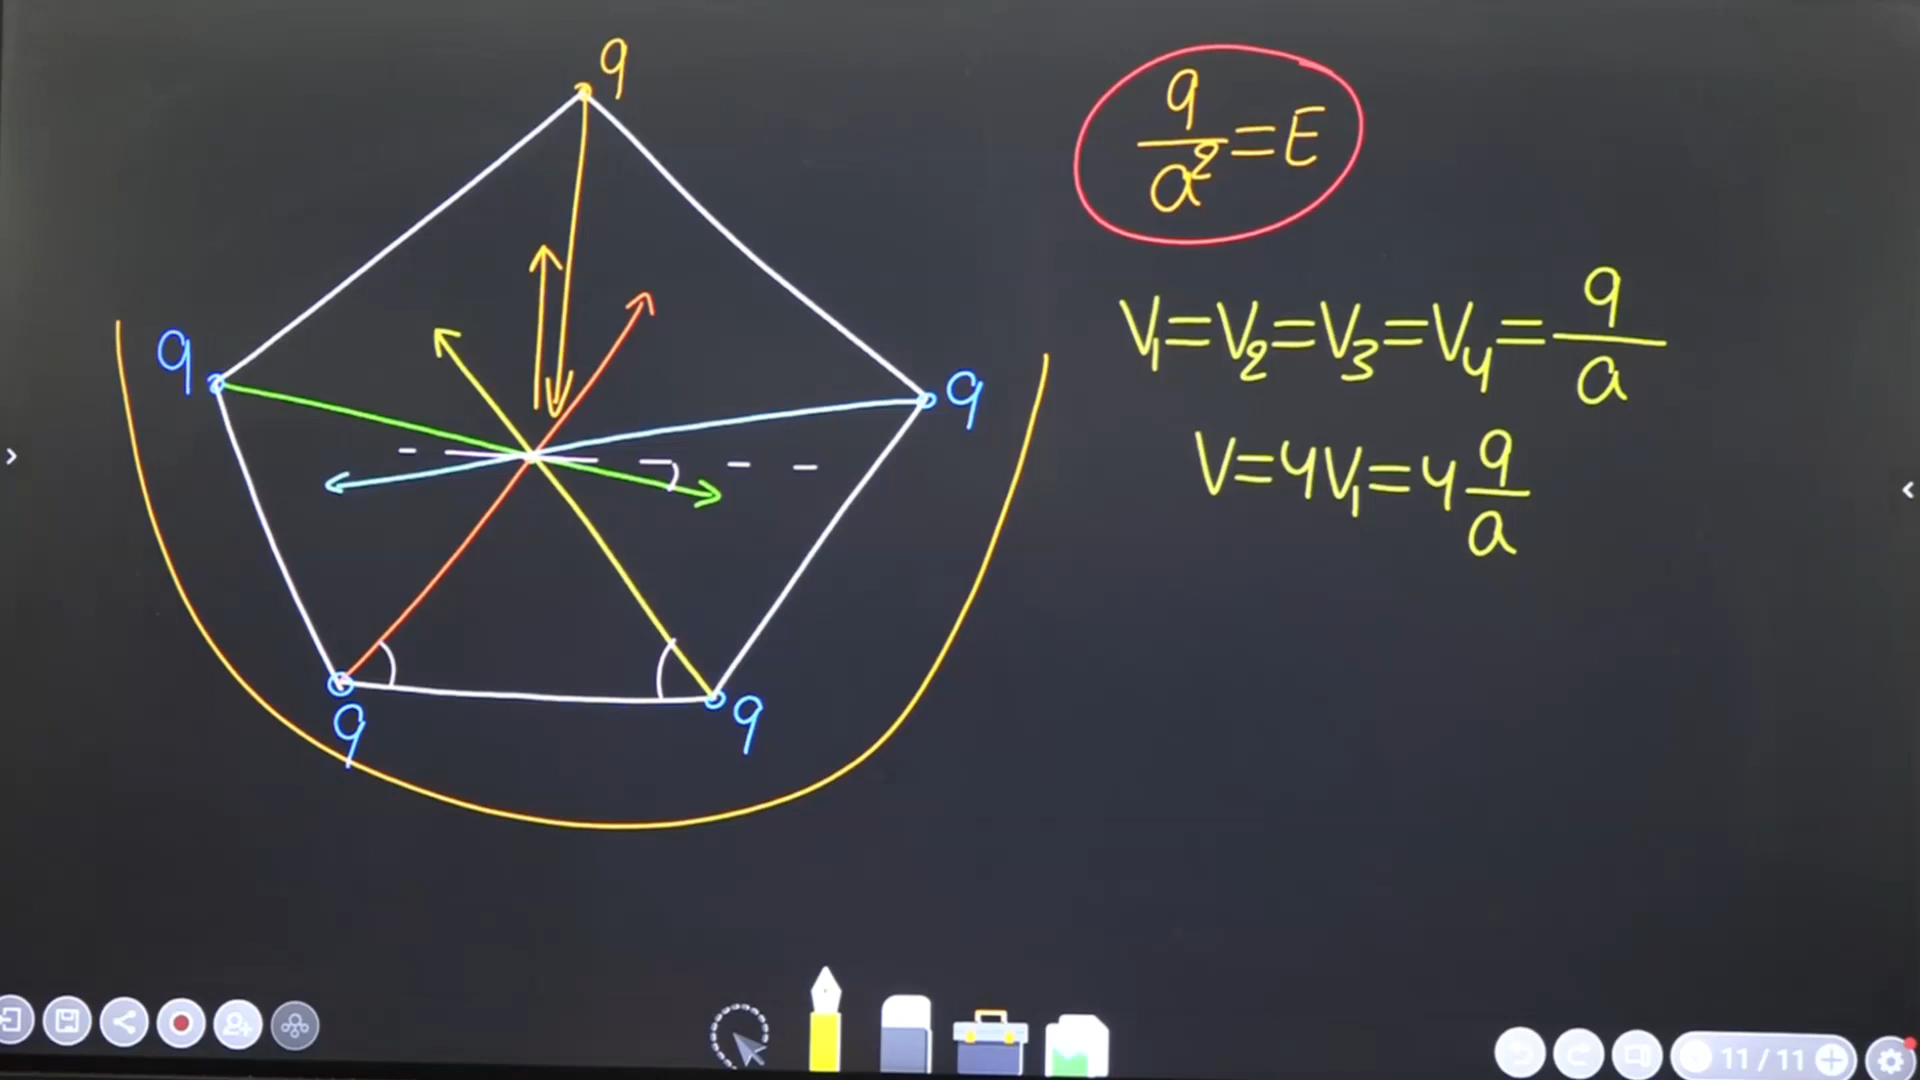 q
q
q
q
q
q/a² = E
V₁=V₂=V₃=V₄= q/a
V=4V₁=4 q/a
11 / 11